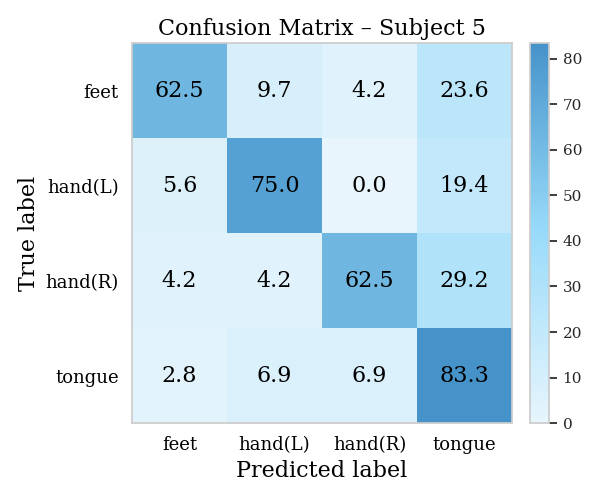 Confusion Matrix – Subject 5
feet 62.5 9.7 4.2 23.6
hand(L) 5.6 75.0 0.0 19.4
hand(R) 4.2 4.2 62.5 29.2
tongue 2.8 6.9 6.9 83.3
feet hand(L) hand(R) tongue
Predicted label
True label
80
70
60
50
40
30
20
10
0